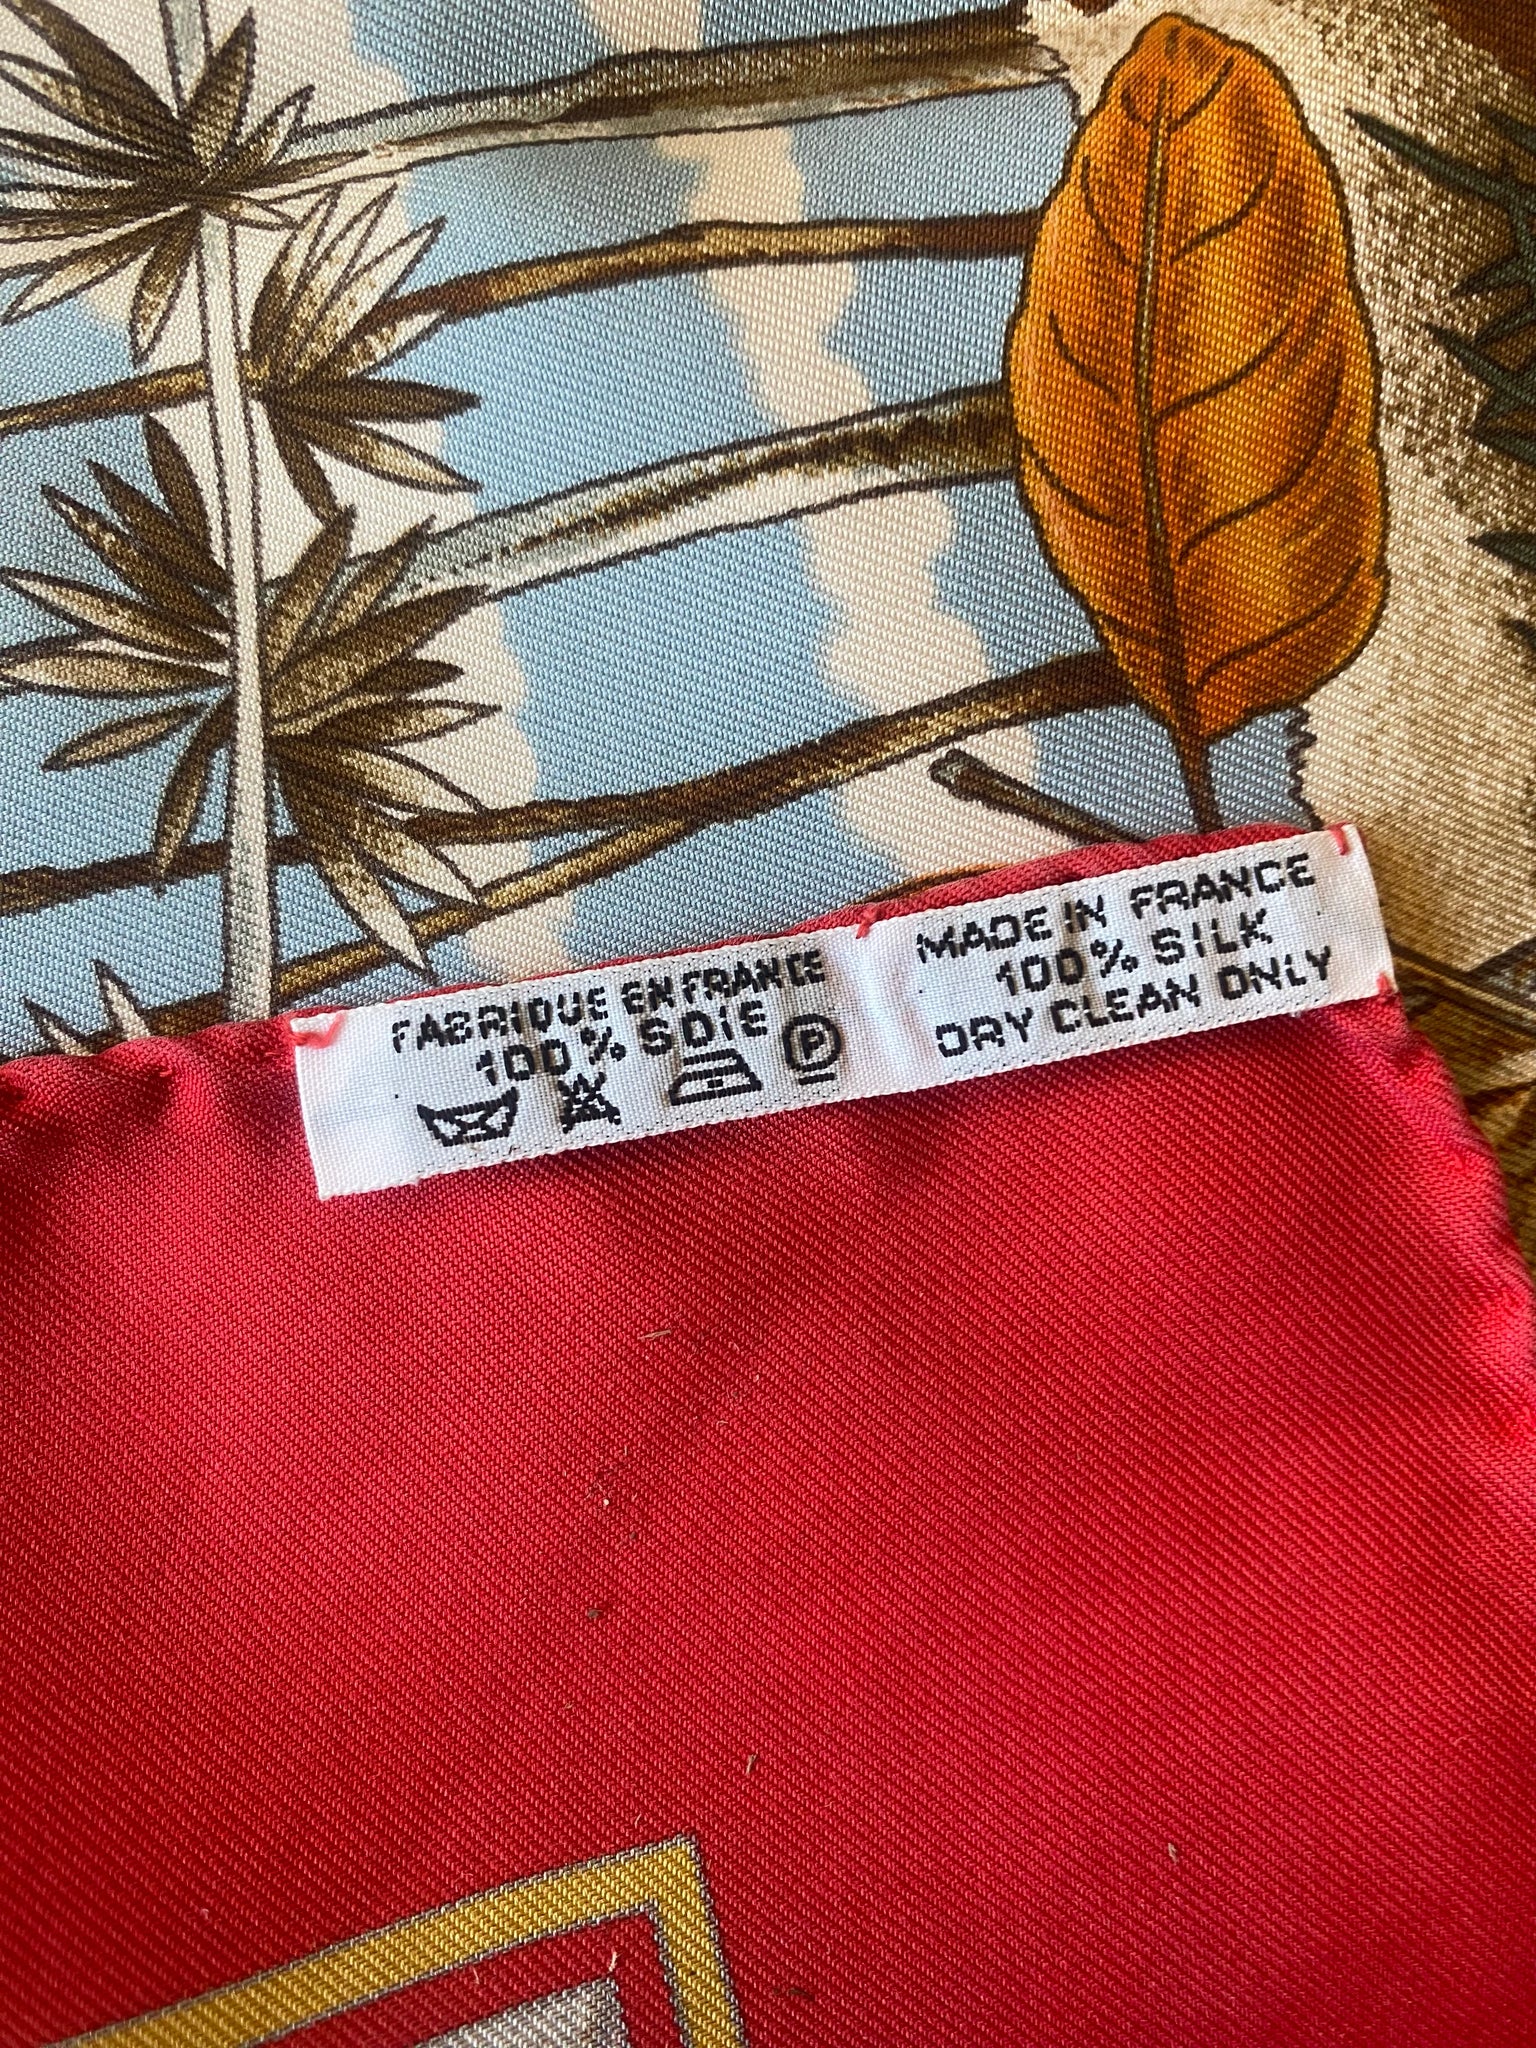 FABRIQUE EN FRANCE
100% SOIE
P
MADE IN FRANCE
100% SILK
DRY CLEAN ONLY